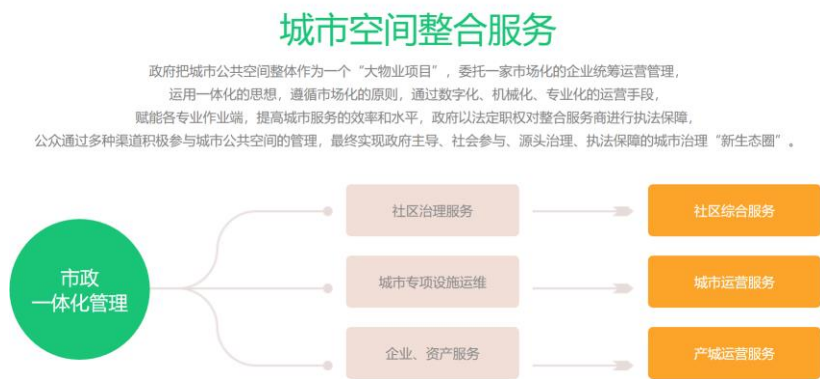 城市空间整合服务
政府把城市公共空间整体作为一个“大物业项目”，委托一家市场化的企业统筹运营管理，
运用一体化的思想，遵循市场化的原则，通过数字化、机械化、专业化的运营手段，
赋能各专业作业端，提高城市服务的效率和水平，政府以法定职权对整合服务商进行执法保障，
公众通过多种渠道积极参与城市公共空间的管理，最终实现政府主导、社会参与、源头治理、执法保障的城市治理“新生态圈”。
市政
一体化管理
社区治理服务
社区综合服务
城市专项设施运维
城市运营服务
企业、资产服务
产城运营服务